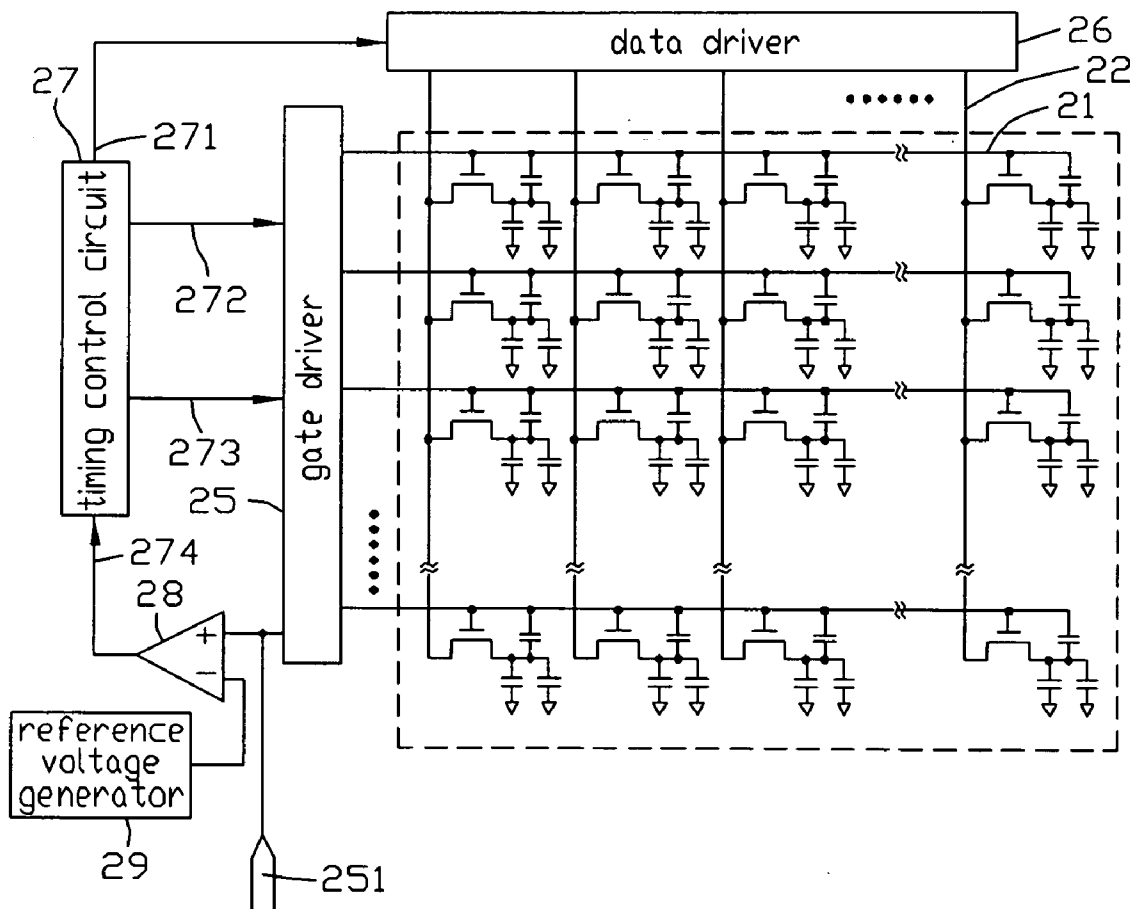 data driver
26
22
27
271
21
timing control circuit
272
gate driver
273
25
274
28
+
−
reference
voltage
generator
29
251